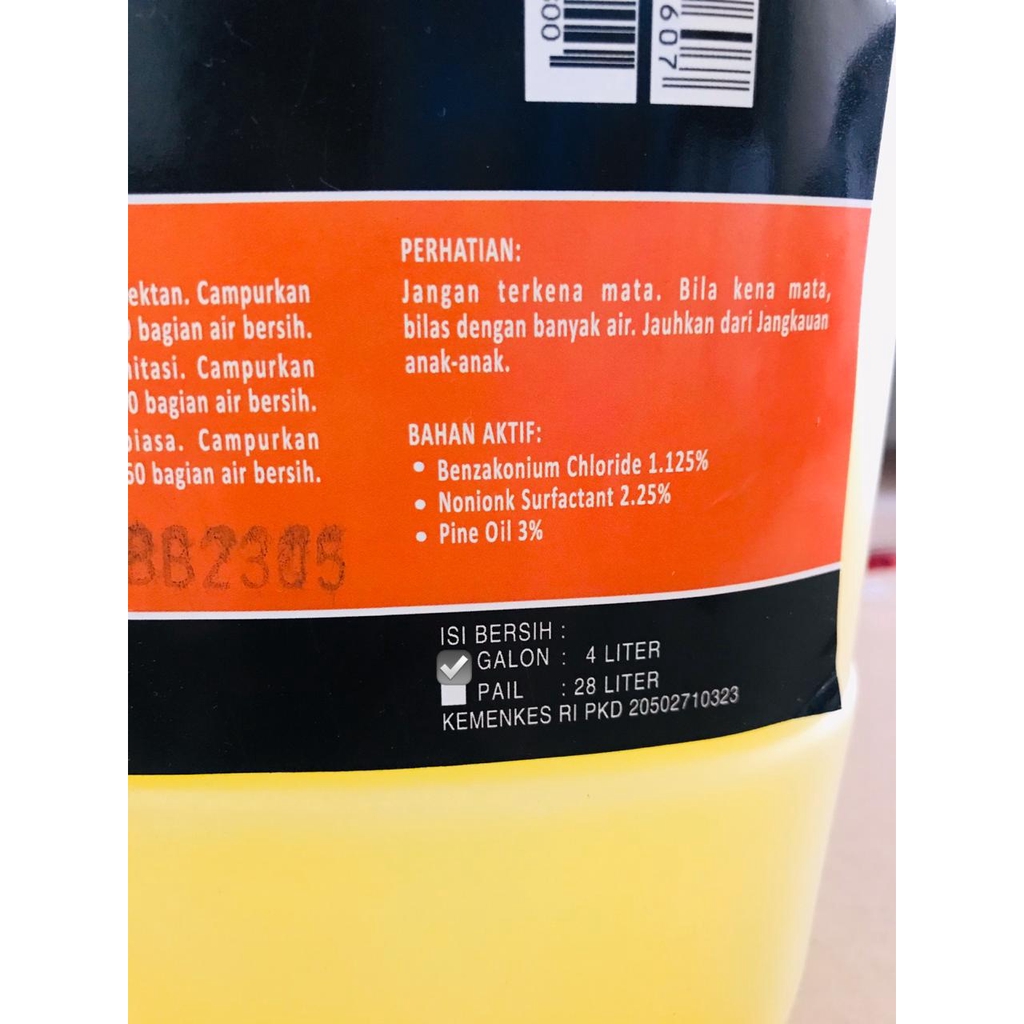 500
607
ektan. Campurkan
bagian air bersih.
itasi. Campurkan
0 bagian air bersih.
biasa. Campurkan
60 bagian air bersih.
PERHATIAN:
Jangan terkena mata. Bila kena mata,
bilas dengan banyak air. Jauhkan dari Jangkauan
anak-anak.
BAHAN AKTIF:
• Benzakonium Chloride 1.125%
• Nonionk Surfactant 2.25%
• Pine Oil 3%
ISI BERSIH :
GALON : 4 LITER
PAIL : 28 LITER
KEMENKES RI PKD 20502710323